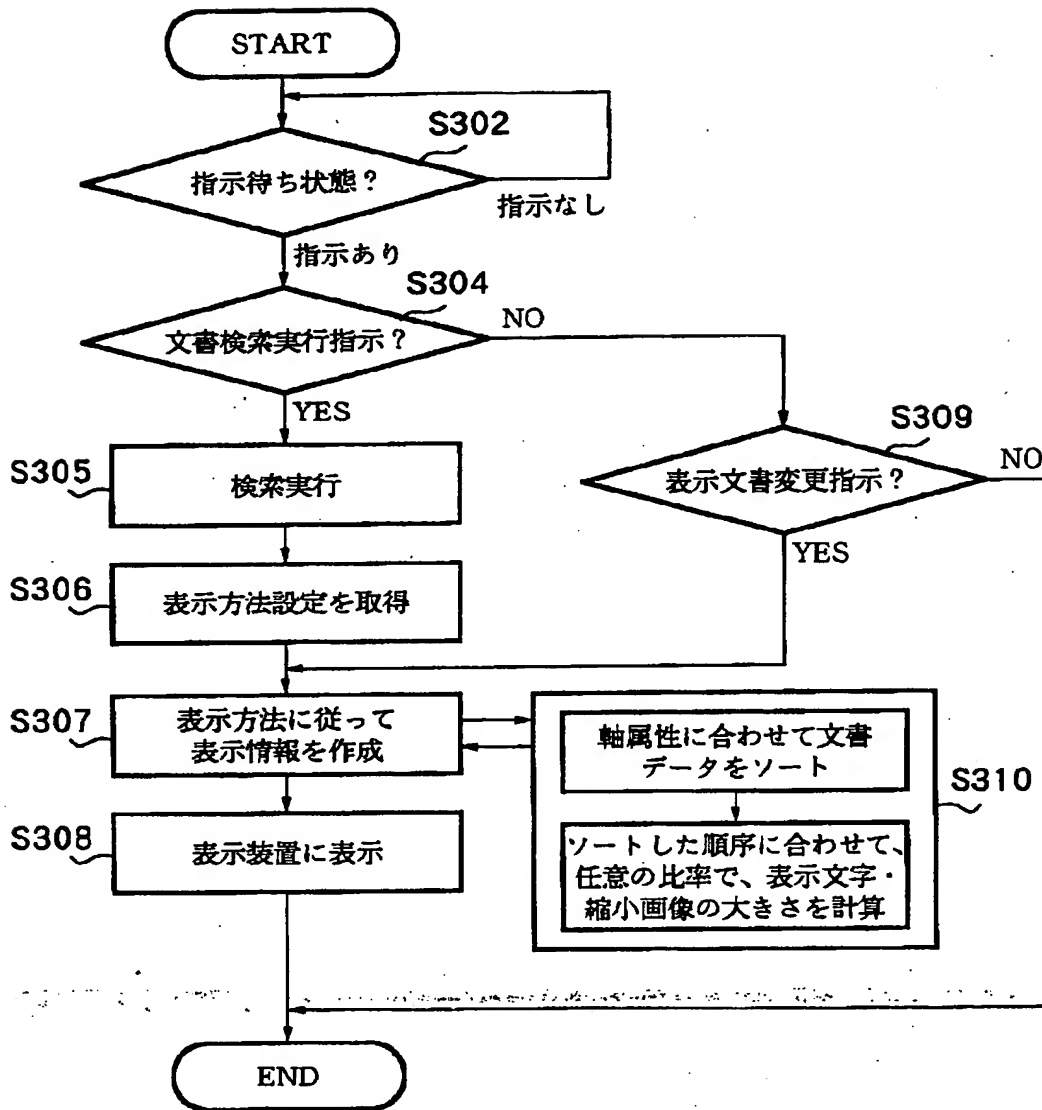 START
S302
指示待ち状態？
指示なし
指示あり
S304
文書検索実行指示？
NO
YES
S309
表示文書変更指示？
NO
YES
S305
検索実行
S306
表示方法設定を取得
S307
表示方法に従って
表示情報を作成
軸属性に合わせて文書
データをソート
S310
ソートした順序に合わせて、
任意の比率で、表示文字・
縮小画像の大きさを計算
S308
表示装置に表示
END